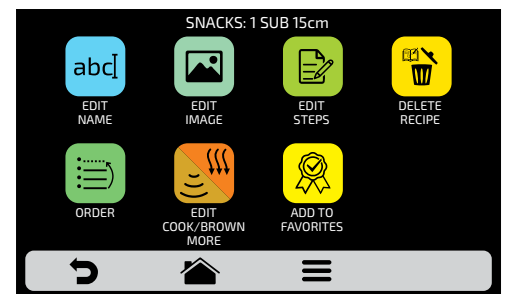 SNACKS: 1 SUB 15cm
abc
EDIT
NAME
EDIT
IMAGE
EDIT
STEPS
DELETE
RECIPE
ORDER
EDIT
COOK/BROWN
MORE
ADD TO
FAVORITES